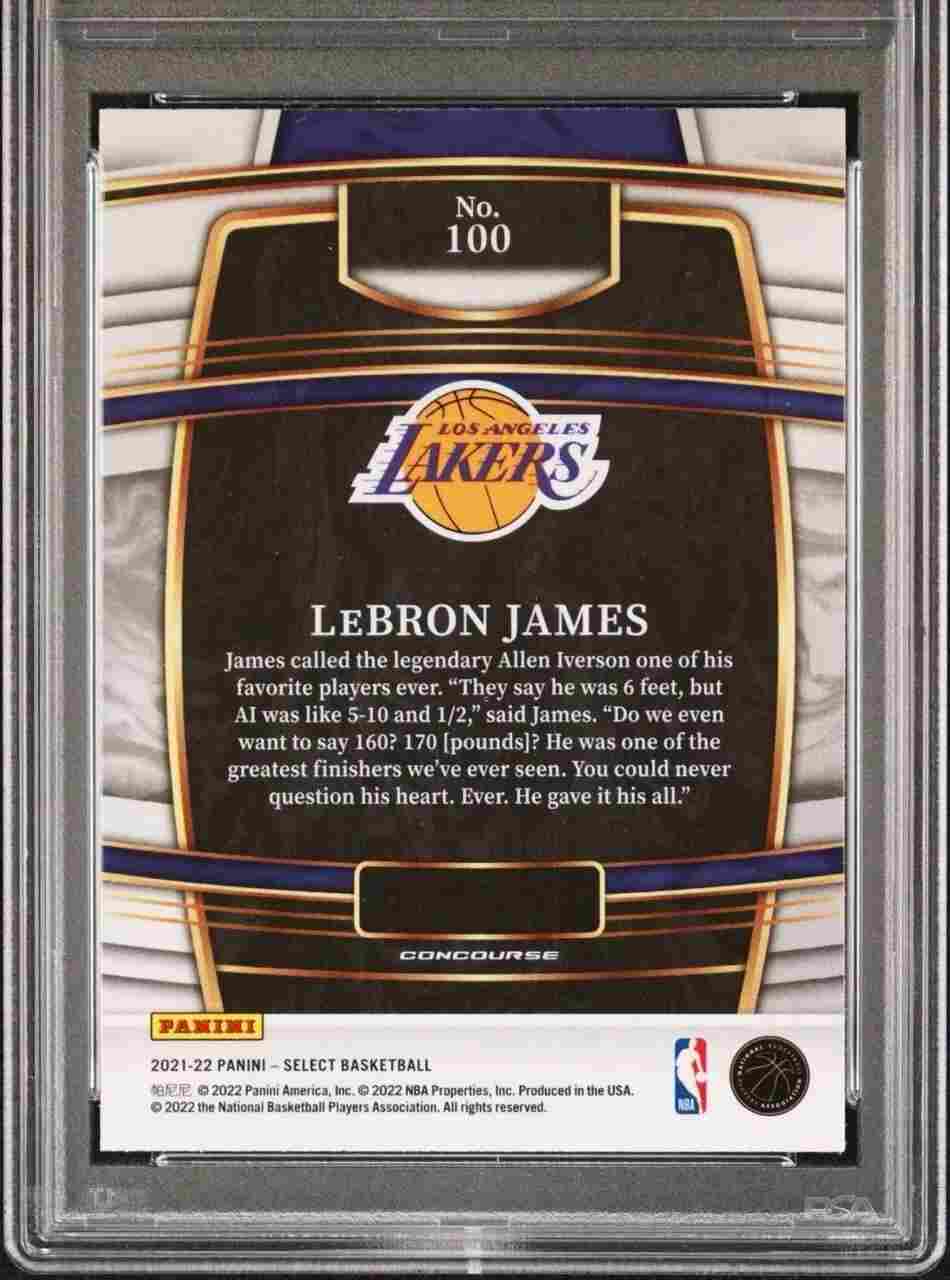 No.
100
LOS ANGELES
LAKERS
LEBRON JAMES
James called the legendary Allen Iverson one of his
favorite players ever. “They say he was 6 feet, but
AI was like 5-10 and 1/2,” said James. “Do we even
want to say 160? 170 [pounds]? He was one of the
greatest finishers we’ve ever seen. You could never
question his heart. Ever. He gave it his all.”
CONCOURSE
PANINI
2021-22 PANINI – SELECT BASKETBALL
帕尼尼 © 2022 Panini America, Inc. © 2022 NBA Properties, Inc. Produced in the USA.
© 2022 the National Basketball Players Association. All rights reserved.
NBA
PSA